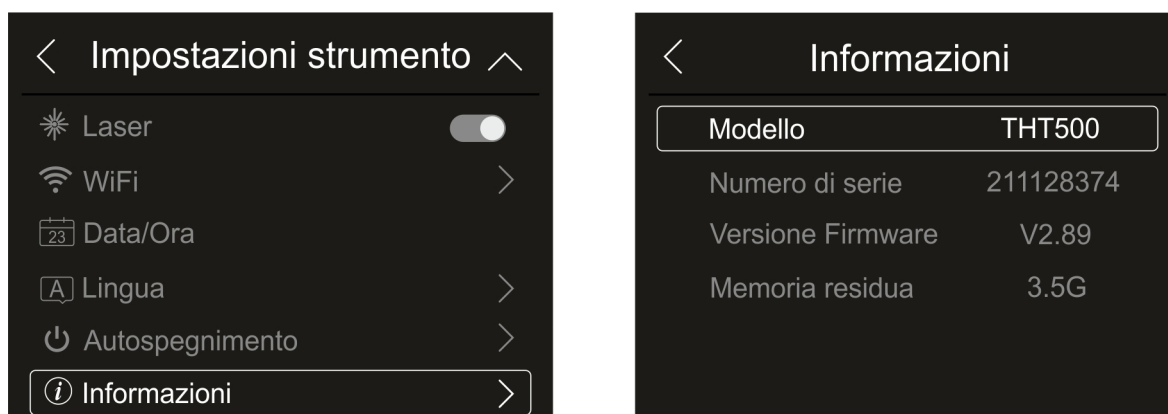 Impostazioni strumento
Laser
WiFi
23 Data/Ora
A Lingua
Autospegnimento
i Informazioni
Informazioni
Modello THT500
Numero di serie 211128374
Versione Firmware V2.89
Memoria residua 3.5G